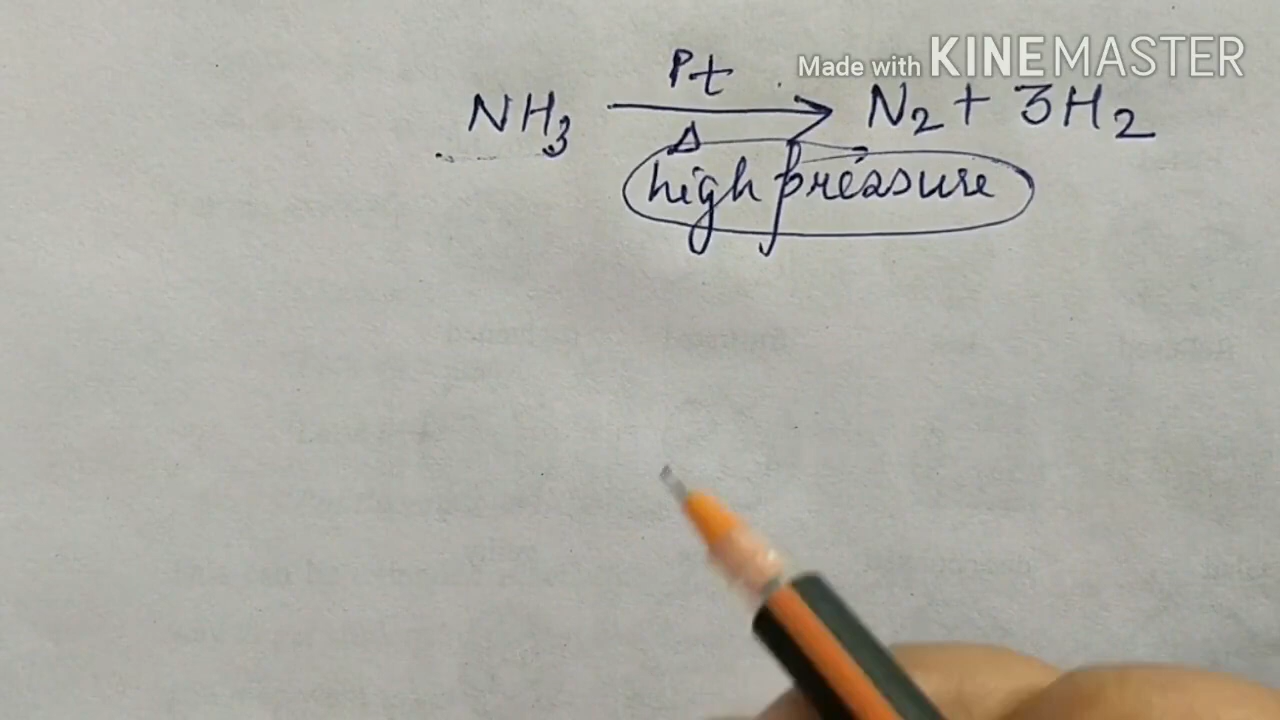 Made with KINEMASTER
Pt
NH3 → N2 + 3H2
Δ
high pressure